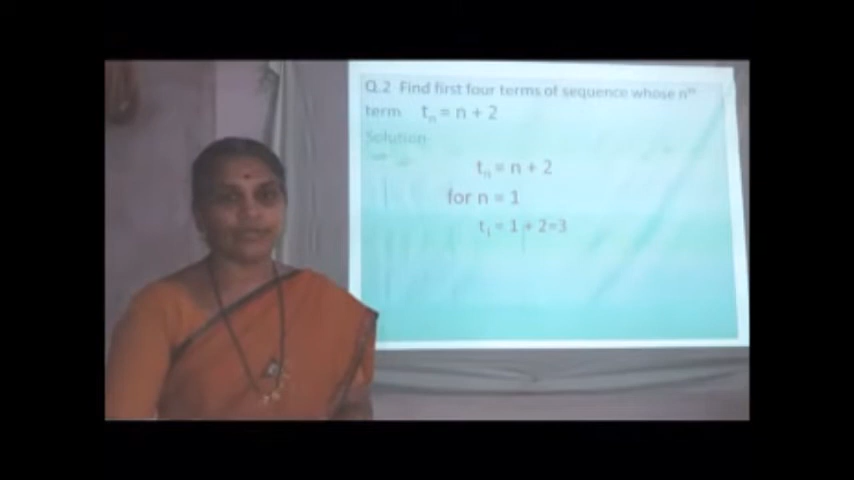 Q.2 Find first four terms of sequence whose nᵗʰ
term tₙ = n + 2
Solution
tₙ = n + 2
for n = 1
t₁ = 1 + 2=3